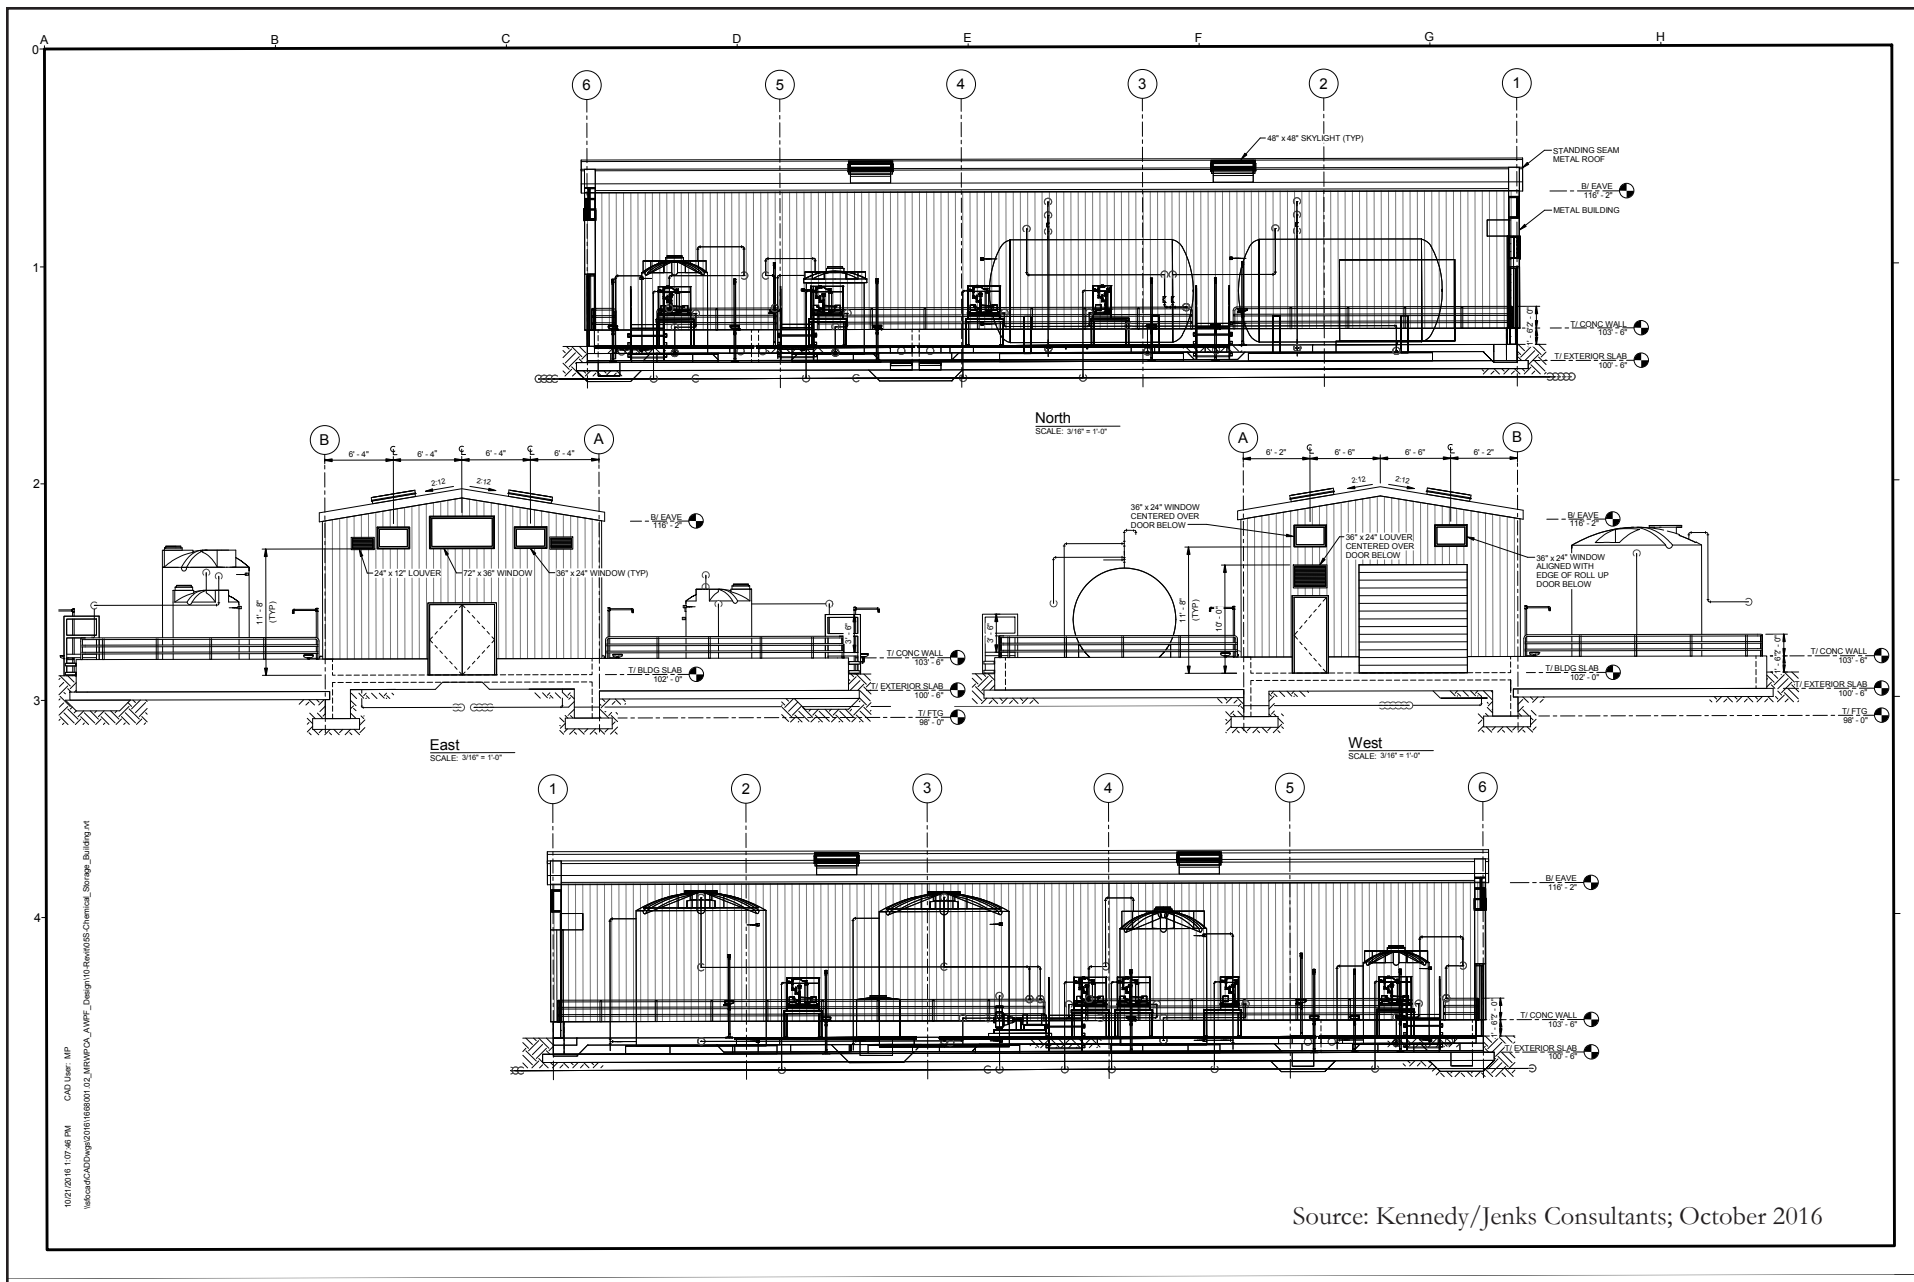 A
B
C
D
E
F
G
H
0
1
2
3
4
6
5
4
3
2
1
48" x 48" SKYLIGHT (TYP)
STANDING SEAM
METAL ROOF
B/ EAVE
116' - 2"
METAL BUILDING
T/ CONC WALL
103' - 6"
T/ EXTERIOR SLAB
100' - 6"
North
SCALE: 3/16" = 1'-0"
B
A
6' - 4"
6' - 4"
6' - 4"
6' - 4"
2:12
2:12
B/ EAVE
116' - 2"
24" x 12" LOUVER
72" x 36" WINDOW
36" x 24" WINDOW (TYP)
11' - 8"
(TYP)
3' - 6"
T/ CONC WALL
103' - 6"
T/ BLDG SLAB
102' - 0"
T/ EXTERIOR SLAB
100' - 6"
T/ FTG
98' - 0"
East
SCALE: 3/16" = 1'-0"
A
B
6' - 2"
6' - 6"
6' - 6"
6' - 2"
2:12
2:12
36" x 24" WINDOW
CENTERED OVER
DOOR BELOW
36" x 24" LOUVER
CENTERED OVER
DOOR BELOW
B/ EAVE
116' - 2"
36" x 24" WINDOW
ALIGNED WITH
EDGE OF ROLL UP
DOOR BELOW
3' - 6"
11' - 8"
(TYP)
10' - 0"
T/ CONC WALL
103' - 6"
T/ BLDG SLAB
102' - 0"
T/ EXTERIOR SLAB
100' - 6"
T/ FTG
98' - 0"
West
SCALE: 3/16" = 1'-0"
1
2
3
4
5
6
B/ EAVE
116' - 2"
T/ CONC WALL
103' - 6"
T/ EXTERIOR SLAB
100' - 6"
10/21/2016 1:07:46 PM CAD User: MP
Source: Kennedy/Jenks Consultants; October 2016